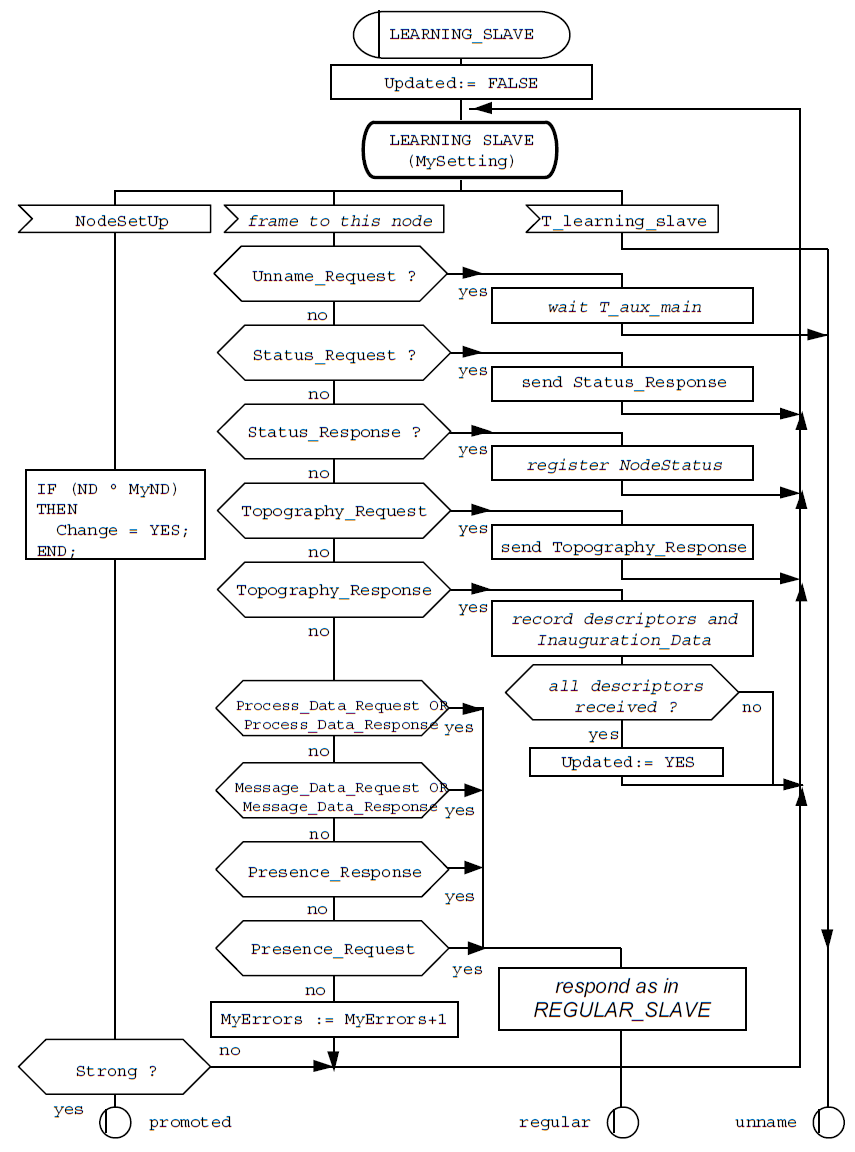 LEARNING_SLAVE
Updated:= FALSE
LEARNING SLAVE
(MySetting)
NodeSetUp
frame to this node
T_learning_slave
Unname_Request ?
yes
wait T_aux_main
no
Status_Request ?
yes
send Status_Response
no
Status_Response ?
yes
register NodeStatus
no
IF (ND ° MyND)
THEN
Change = YES;
END;
Topography_Request
yes
send Topography_Response
no
Topography_Response
yes
record descriptors and
Inauguration_Data
no
all descriptors
received ?
no
yes
Updated:= YES
Process_Data_Request OR
Process_Data_Response
yes
no
Message_Data_Request OR
Message_Data_Response
yes
no
Presence_Response
yes
no
Presence_Request
yes
respond as in
REGULAR_SLAVE
no
MyErrors := MyErrors+1
Strong ?
no
yes
promoted
regular
unname